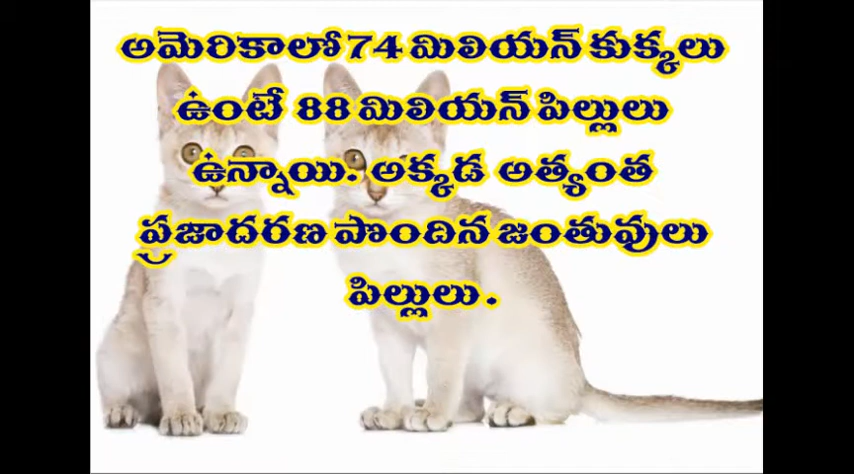 అమెరికాలో 74 మిలియన్ కుక్కలు
ఉంటే 88 మిలియన్ పిల్లులు
ఉన్నాయి. అక్కడ అత్యంత
ప్రజాదరణ పొందిన జంతువులు
పిల్లులు.